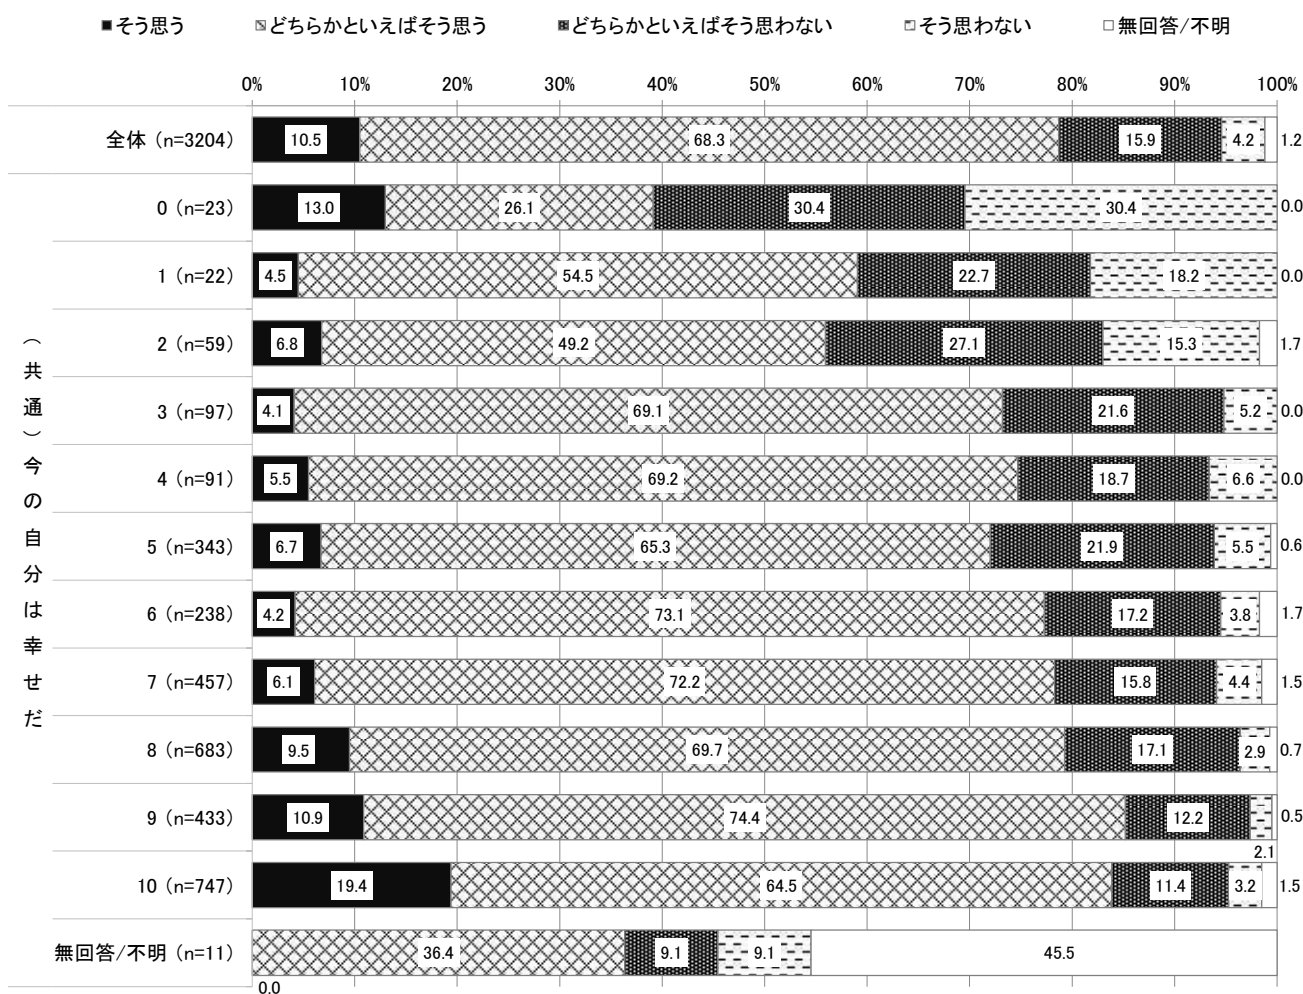 ■そう思う ▧どちらかといえばそう思う ▦どちらかといえばそう思わない そう思わない □無回答/不明
0% 10% 20% 30% 40% 50% 60% 70% 80% 90% 100%
全体 (n=3204) 10.5 68.3 15.9 4.2 1.2
(共通)今の自分は幸せだ
0 (n=23) 13.0 26.1 30.4 30.4 0.0
1 (n=22) 4.5 54.5 22.7 18.2 0.0
2 (n=59) 6.8 49.2 27.1 15.3 1.7
3 (n=97) 4.1 69.1 21.6 5.2 0.0
4 (n=91) 5.5 69.2 18.7 6.6 0.0
5 (n=343) 6.7 65.3 21.9 5.5 0.6
6 (n=238) 4.2 73.1 17.2 3.8 1.7
7 (n=457) 6.1 72.2 15.8 4.4 1.5
8 (n=683) 9.5 69.7 17.1 2.9 0.7
9 (n=433) 10.9 74.4 12.2 0.5
2.1
10 (n=747) 19.4 64.5 11.4 3.2 1.5
無回答/不明 (n=11) 36.4 9.1 9.1 45.5
0.0